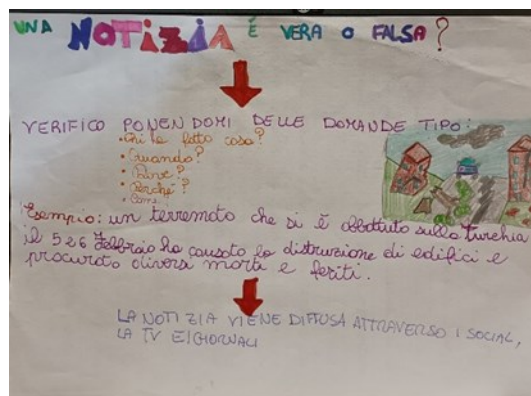 UNA NOTIZIA È VERA O FALSA?
VERIFICO PONENDOMI DELLE DOMANDE TIPO:
• Chi ha fatto cosa?
• Quando?
• Dove?
• Perché?
• Come
Esempio: un terremoto che si è abbattuto sulla Turchia
il 5 e 6 febbraio ha causato la distruzione di edifici e
procurato diversi morti e feriti.
LA NOTIZIA VIENE DIFFUSA ATTRAVERSO I SOCIAL,
LA TV E I GIORNALI